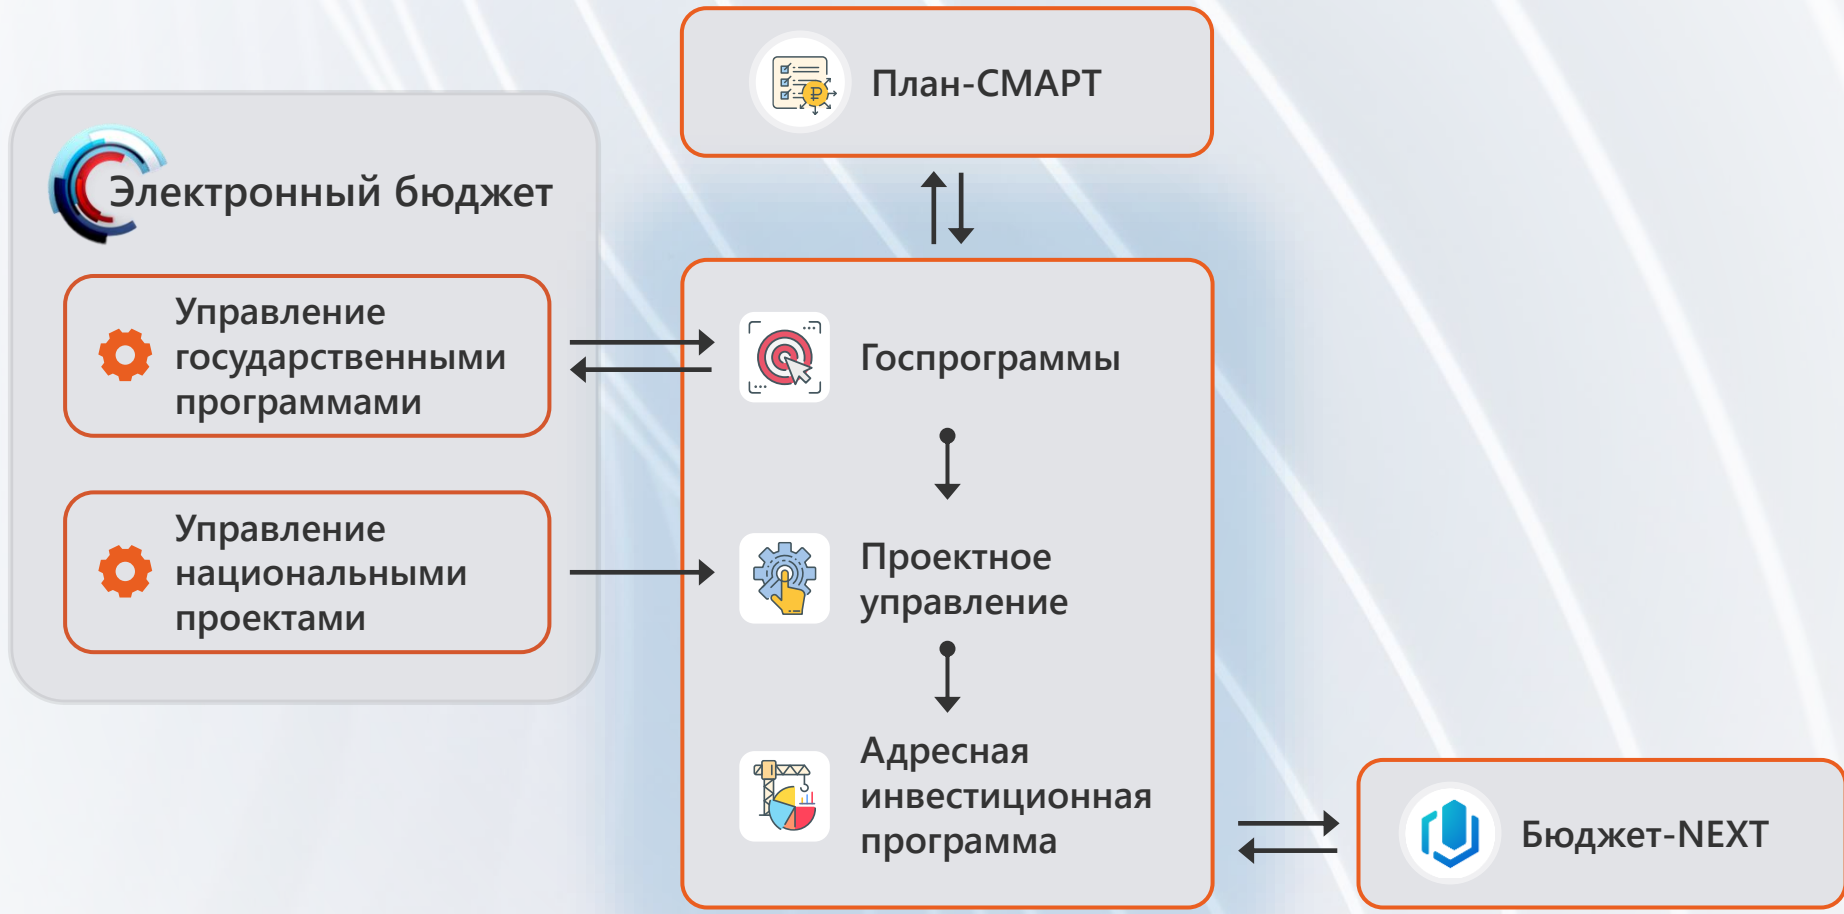 План-СМАРТ
Электронный бюджет
Управление
государственными
программами
Управление
национальными
проектами
Госпрограммы
Проектное
управление
Адресная
инвестиционная
программа
Бюджет-NEXT